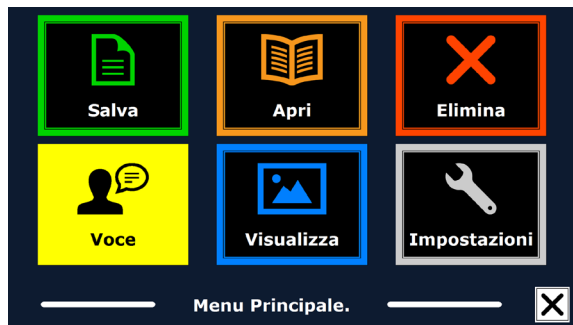 Salva
Apri
Elimina
Voce
Visualizza
Impostazioni
Menu Principale.